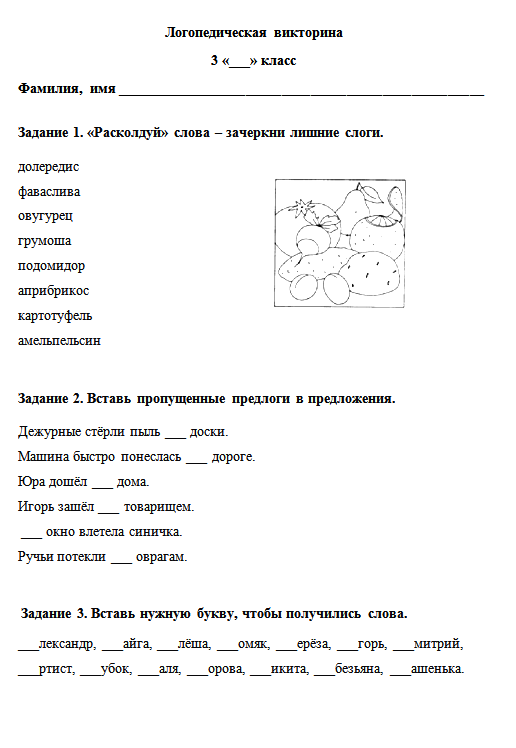 Логопедическая викторина
3 «___» класс
Фамилия, имя ____________________________________________________
Задание 1. «Расколдуй» слова – зачеркни лишние слоги.
долередис
фаваслива
овугурец
грумоша
подомидор
априбрикос
картотуфель
амельпельсин
Задание 2. Вставь пропущенные предлоги в предложения.
Дежурные стёрли пыль ___ доски.
Машина быстро понеслась ___ дороге.
Юра дошёл ___ дома.
Игорь зашёл ___ товарищем.
___ окно влетела синичка.
Ручьи потекли ___ оврагам.
Задание 3. Вставь нужную букву, чтобы получились слова.
___лександр, ___айга, ___лёша, ___омяк, ___ерёза, ___горь, ___митрий,
___ртист, ___убок, ___аля, ___орова, ___икита, ___безьяна, ___ашенька.